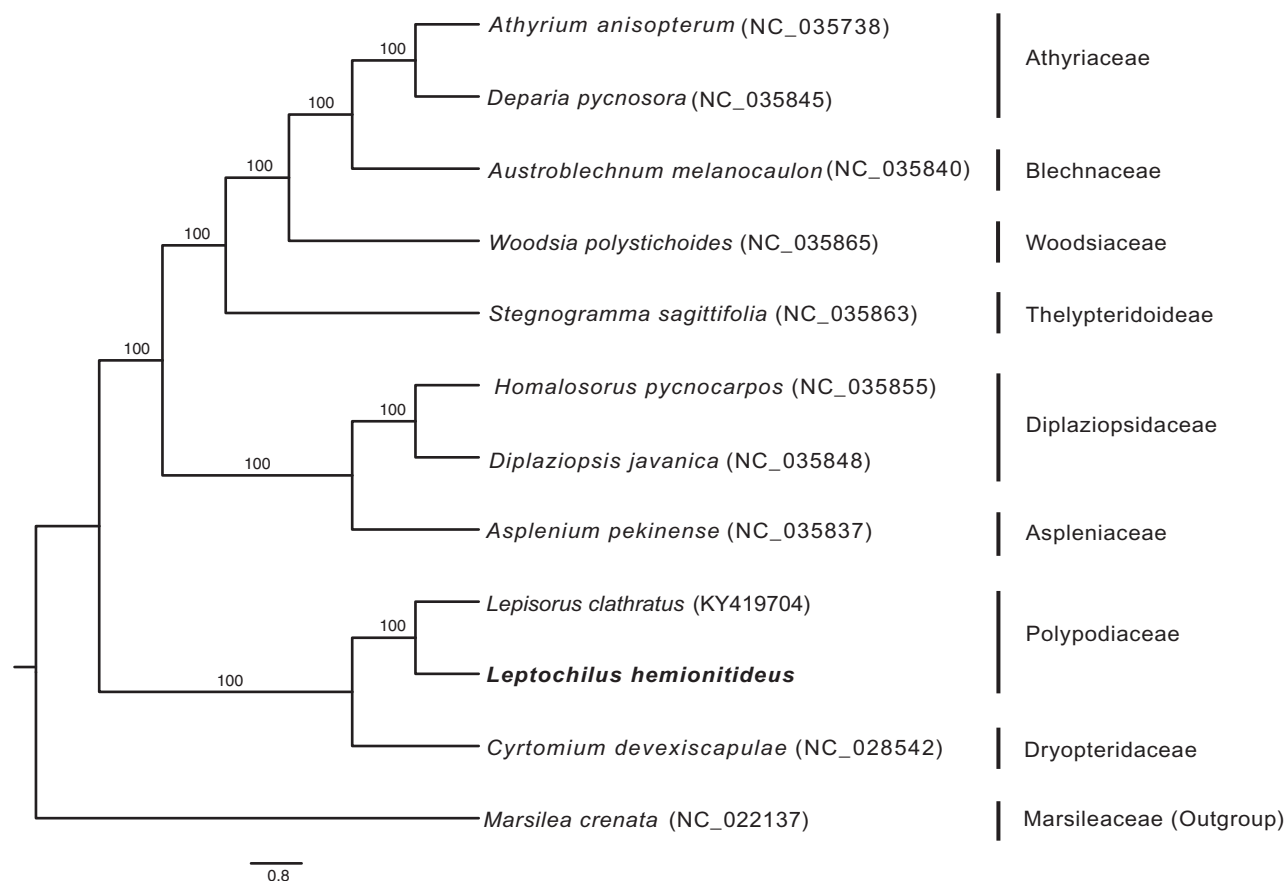 Athyrium anisopterum (NC_035738)
100
Athyriaceae
100
Deparia pycnosora (NC_035845)
100
Austroblechnum melanocaulon (NC_035840)
Blechnaceae
100
Woodsia polystichoides (NC_035865)
Woodsiaceae
Stegnogramma sagittifolia (NC_035863)
Thelypteridoideae
100
Homalosorus pycnocarpos (NC_035855)
100
Diplaziopsidaceae
100
Diplaziopsis javanica (NC_035848)
Asplenium pekinense (NC_035837)
Aspleniaceae
Lepisorus clathratus (KY419704)
100
Polypodiaceae
100
Leptochilus hemionitideus
Cyrtomium devexiscapulae (NC_028542)
Dryopteridaceae
Marsilea crenata (NC_022137)
Marsileaceae (Outgroup)
0.8